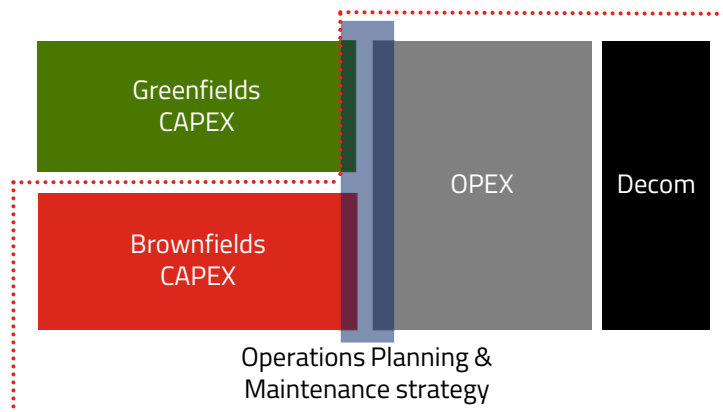 Greenfields
CAPEX
OPEX
Decom
Brownfields
CAPEX
Operations Planning &
Maintenance strategy